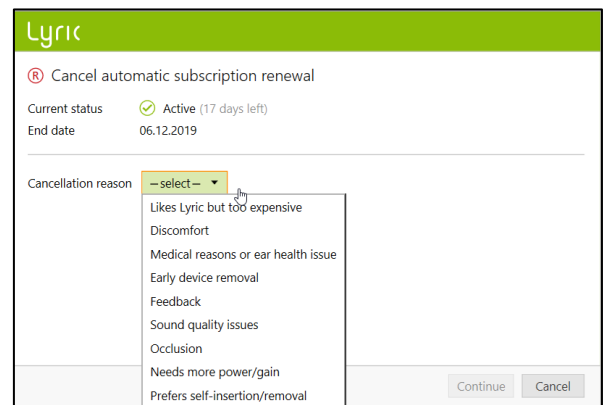 Lyric
R Cancel automatic subscription renewal
Current status Active (17 days left)
End date 06.12.2019
Cancellation reason —select—
Likes Lyric but too expensive
Discomfort
Medical reasons or ear health issue
Early device removal
Feedback
Sound quality issues
Occlusion
Needs more power/gain
Continue Cancel
Prefers self-insertion/removal